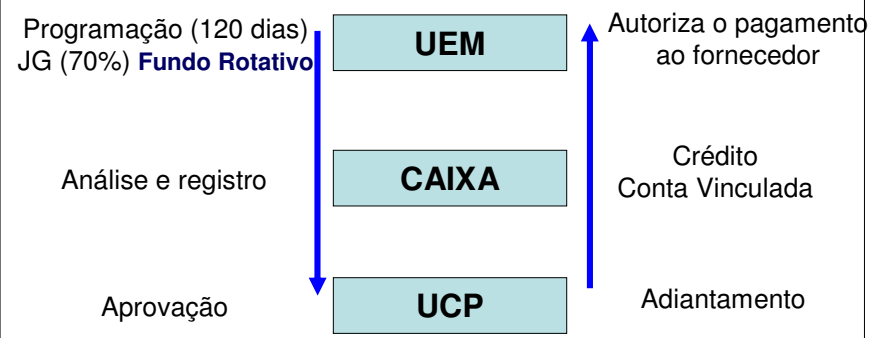 Programação (120 dias)
JG (70%) Fundo Rotativo
UEM
Autoriza o pagamento
ao fornecedor
Análise e registro
CAIXA
Crédito
Conta Vinculada
Aprovação
UCP
Adiantamento